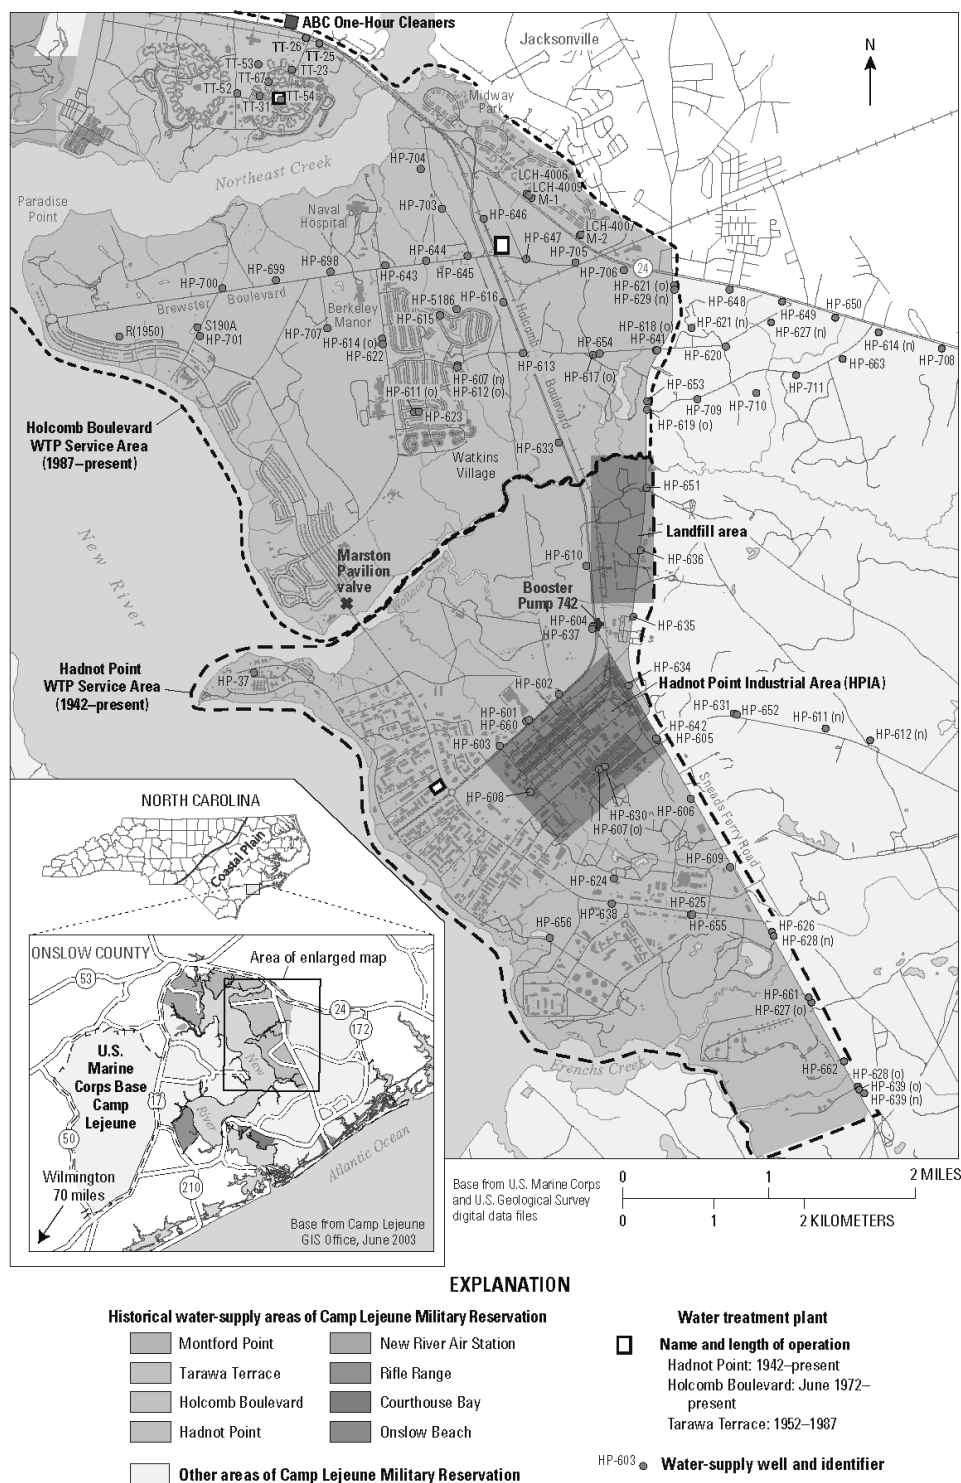 ABC One-Hour Cleaners
TT-26
TT-25
TT-53
TT-23
TT-67
TT-52
TT-31
TT-54
Jacksonville
N
Midway
Park
Northeast Creek
HP-704
LCH-4006
LCH-4009
M-1
HP-703
Paradise
Point
Naval
Hospital
HP-646
LCH-4007
M-2
HP-647
HP-705
HP-644
HP-645
HP-643
HP-698
HP-699
HP-700
HP-706
24
HP-621 (o)
HP-629 (n)
HP-648
HP-649
HP-650
Brewster
Boulevard
Berkeley
Manor
HP-5186
HP-616
HP-615
Holcomb
Boulevard
R(1950)
S190A
HP-701
HP-707
HP-614 (o)
HP-622
HP-618 (o)
HP-621 (n)
HP-627 (n)
HP-614 (n)
HP-641
HP-654
HP-620
HP-663
HP-708
HP-613
HP-617 (o)
HP-607 (n)
HP-612 (o)
HP-611 (o)
HP-623
HP-653
HP-711
HP-709
HP-710
HP-619 (o)
HP-633
Watkins
Village
Holcomb Boulevard
WTP Service Area
(1987–present)
HP-651
New River
Landfill area
Marston
Pavilion
valve
Wallace Creek
HP-610
HP-636
Booster
Pump 742
HP-604
HP-637
HP-635
Hadnot Point
WTP Service Area
(1942–present)
HP-37
HP-634
Hadnot Point Industrial Area (HPIA)
HP-602
HP-631
HP-652
HP-601
HP-660
HP-611 (n)
HP-642
HP-605
HP-612 (n)
HP-603
Sneads Ferry Road
HP-608
HP-630
HP-607 (o)
HP-606
HP-609
HP-624
HP-625
HP-638
HP-655
HP-656
HP-626
HP-628 (n)
HP-661
HP-627 (o)
Frenchs Creek
HP-662
HP-628 (o)
HP-639 (o)
HP-639 (n)
NORTH CAROLINA
Coastal Plain
ONSLOW COUNTY
Area of enlarged map
53
24
172
U.S.
Marine
Corps Base
Camp
Lejeune
New
River
17
50
210
Wilmington
70 miles
Atlantic Ocean
Base from Camp Lejeune
GIS Office, June 2003
Base from U.S. Marine Corps
and U.S. Geological Survey
digital data files
0 1 2 MILES
0 1 2 KILOMETERS
EXPLANATION
Historical water-supply areas of Camp Lejeune Military Reservation
Montford Point
Tarawa Terrace
Holcomb Boulevard
Hadnot Point
New River Air Station
Rifle Range
Courthouse Bay
Onslow Beach
Other areas of Camp Lejeune Military Reservation
Water treatment plant
Name and length of operation
Hadnot Point: 1942–present
Holcomb Boulevard: June 1972–
present
Tarawa Terrace: 1952–1987
HP-603 Water-supply well and identifier